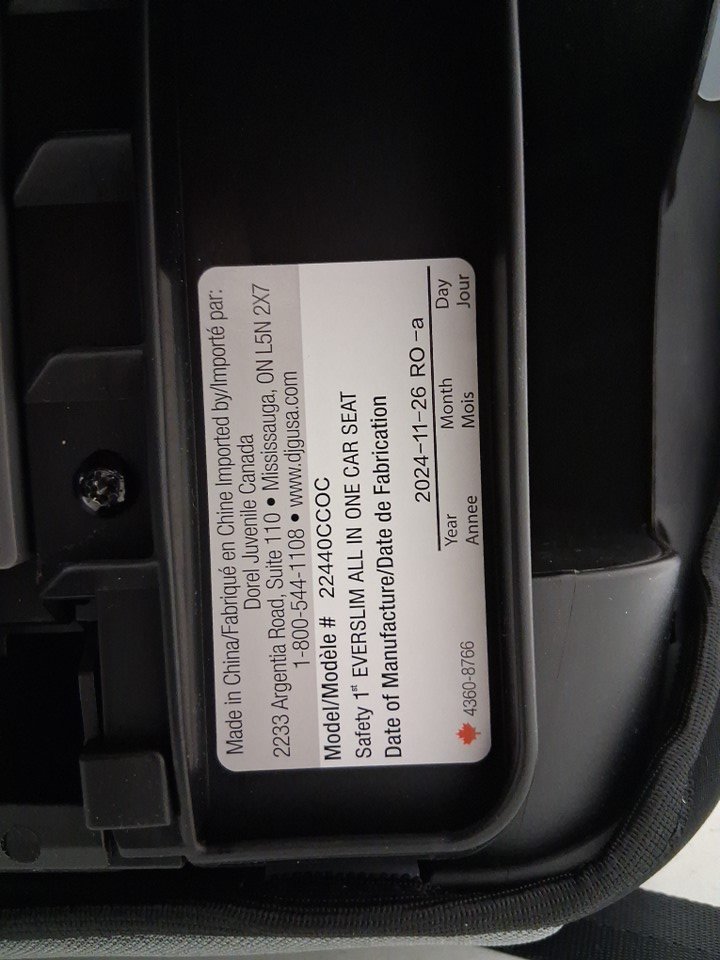 Made in China/Fabriqué en Chine Imported by/Importé par:
Dorel Juvenile Canada
2233 Argentia Road, Suite 110 • Mississauga, ON L5N 2X7
1-800-544-1108 • www.djgusa.com
Model/Modèle # 22440CCOC
Safety 1st EVERSLIM ALL IN ONE CAR SEAT
Date of Manufacture/Date de Fabrication
2024-11-26 RO -a
Year Month Day
Annee Mois Jour
4360-8766